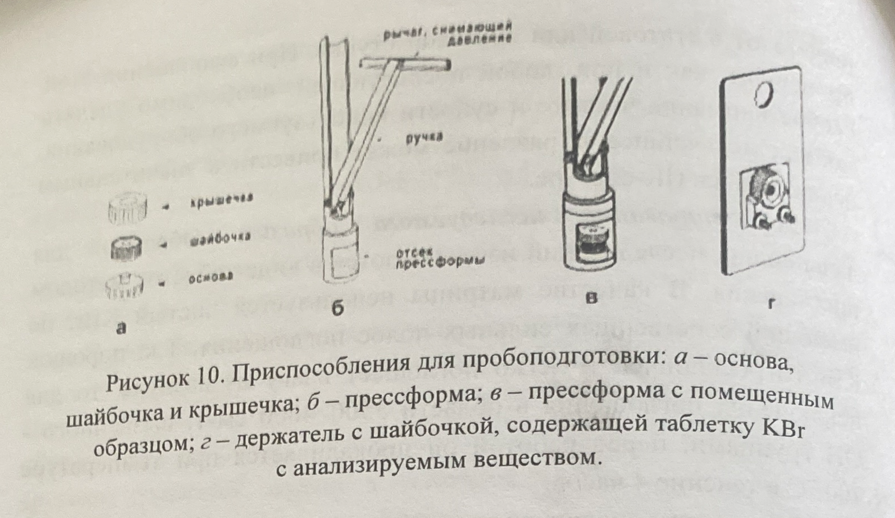 рычаг, снимающий
давление
ручка
крышечка
шайбочка
основа
отсек
прессформы
а
б
в
г
Рисунок 10. Приспособления для пробоподготовки: а – основа,
шайбочка и крышечка; б – прессформа; в – прессформа с помещенным
образцом; г – держатель с шайбочкой, содержащей таблетку KBr
с анализируемым веществом.